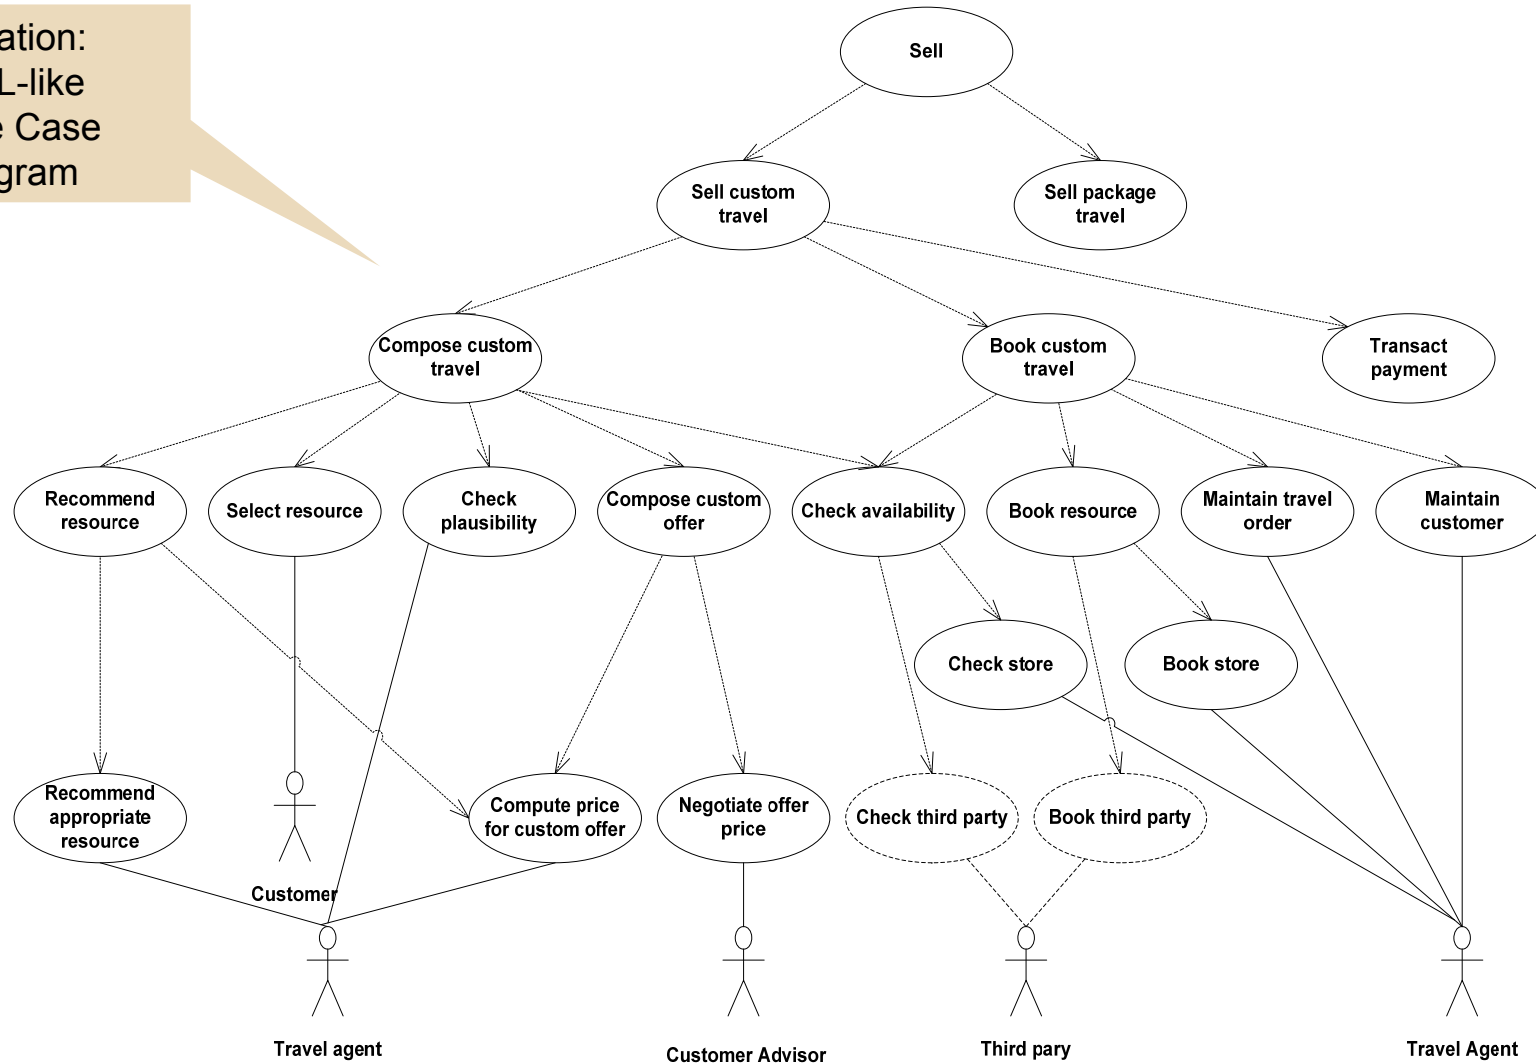 ation:
L-like
e Case
gram
Sell
Sell custom
travel
Sell package
travel
Compose custom
travel
Book custom
travel
Transact
payment
Recommend
resource
Select resource
Check
plausibility
Compose custom
offer
Check availability
Book resource
Maintain travel
order
Maintain
customer
Check store
Book store
Recommend
appropriate
resource
Compute price
for custom offer
Negotiate offer
price
Check third party
Book third party
Customer
Travel agent
Customer Advisor
Third pary
Travel Agent